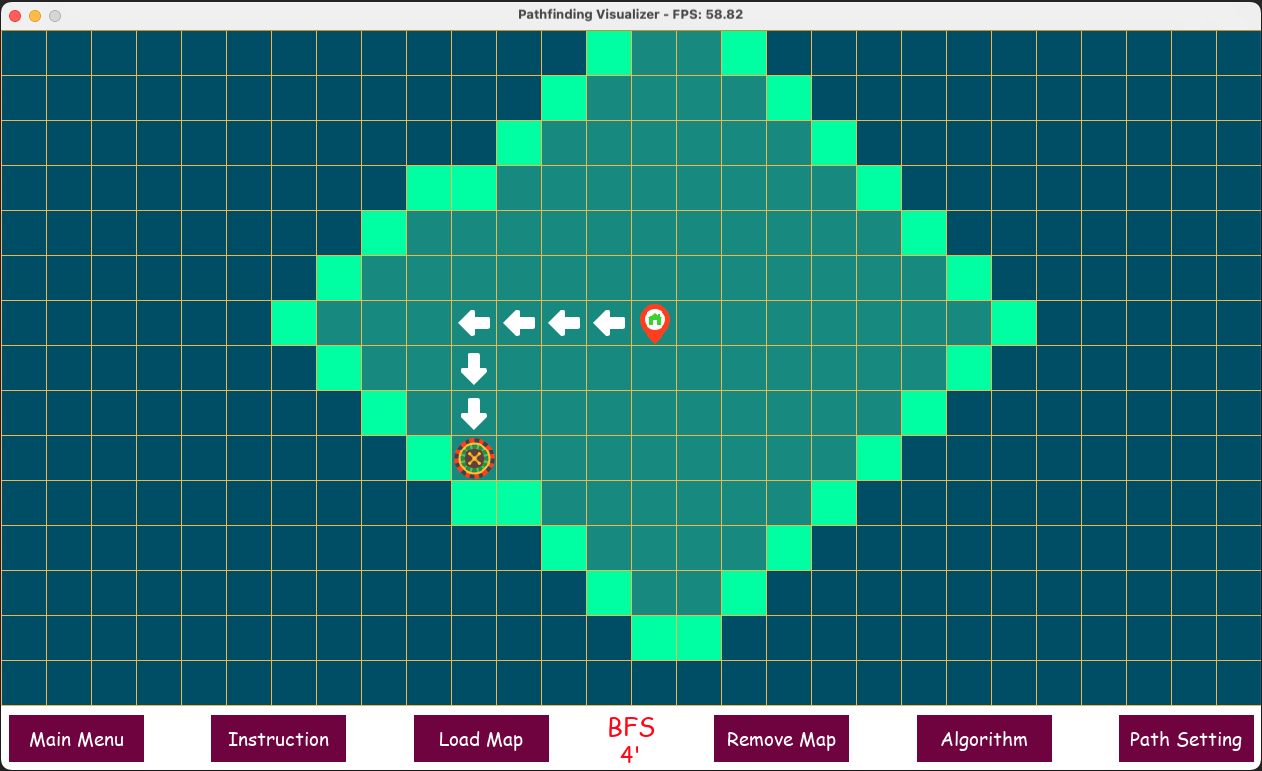 Pathfinding Visualizer - FPS: 58.82
Main Menu
Instruction
Load Map
BFS
4'
Remove Map
Algorithm
Path Setting